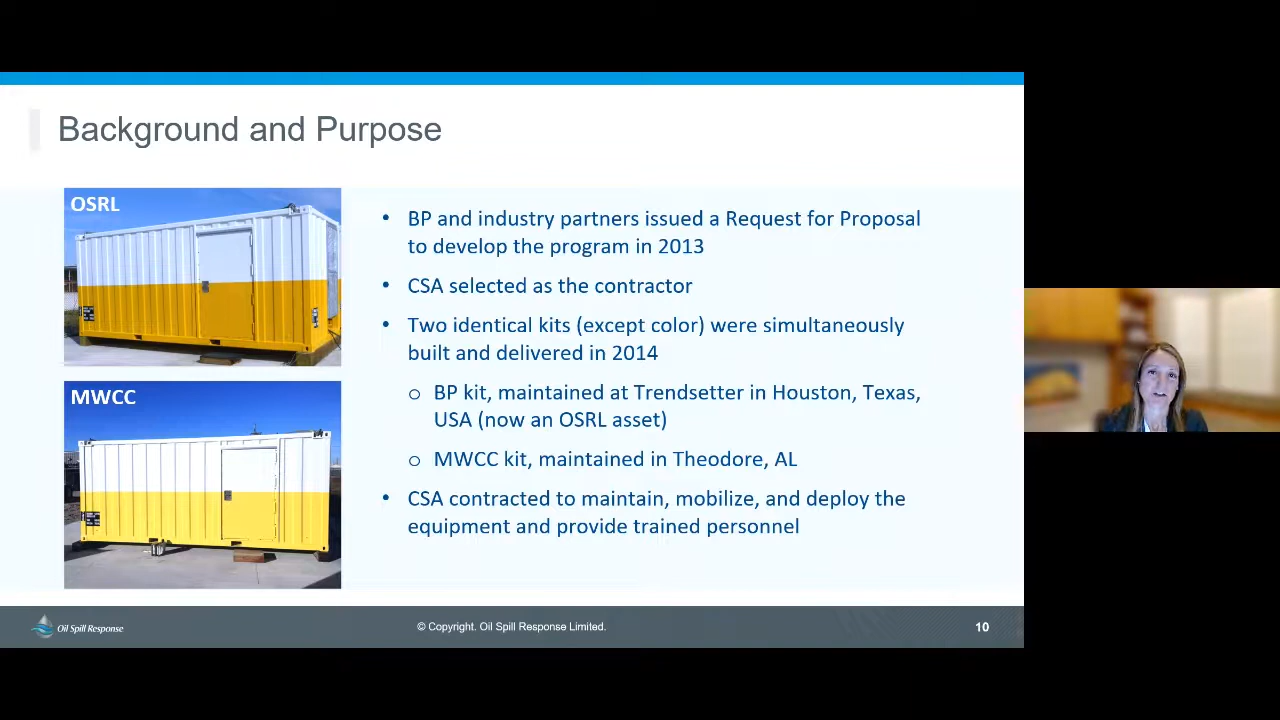 Background and Purpose
OSRL
MWCC
• BP and industry partners issued a Request for Proposal
to develop the program in 2013
• CSA selected as the contractor
• Two identical kits (except color) were simultaneously
built and delivered in 2014
o BP kit, maintained at Trendsetter in Houston, Texas,
USA (now an OSRL asset)
o MWCC kit, maintained in Theodore, AL
• CSA contracted to maintain, mobilize, and deploy the
equipment and provide trained personnel
Oil Spill Response
© Copyright. Oil Spill Response Limited.
10